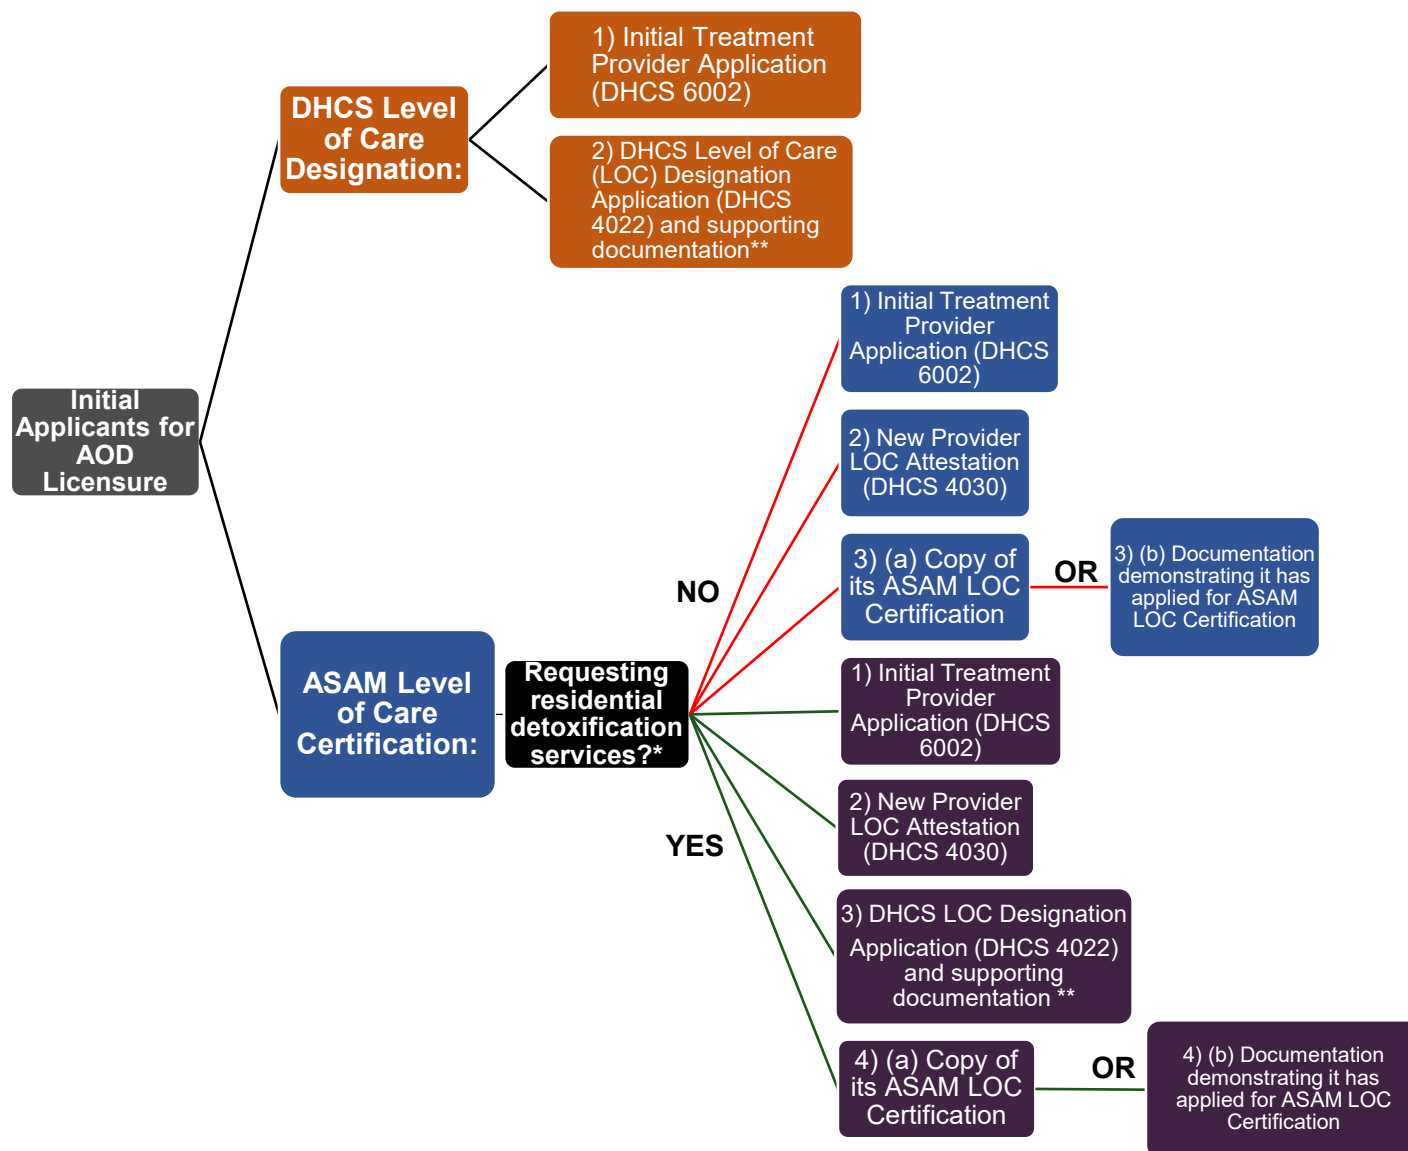 Initial
Applicants for
AOD
Licensure
DHCS Level
of Care
Designation:
1) Initial Treatment
Provider Application
(DHCS 6002)
2) DHCS Level of Care
(LOC) Designation
Application (DHCS
4022) and supporting
documentation**
ASAM Level
of Care
Certification:
Requesting
residential
detoxification
services?*
NO
1) Initial Treatment
Provider
Application (DHCS
6002)
2) New Provider
LOC Attestation
(DHCS 4030)
3) (a) Copy of
its ASAM LOC
Certification
OR
3) (b) Documentation
demonstrating it has
applied for ASAM
LOC Certification
YES
1) Initial Treatment
Provider
Application (DHCS
6002)
2) New Provider
LOC Attestation
(DHCS 4030)
3) DHCS LOC Designation
Application (DHCS 4022)
and supporting
documentation **
4) (a) Copy of
its ASAM LOC
Certification
OR
4) (b) Documentation
demonstrating it has
applied for ASAM LOC
Certification